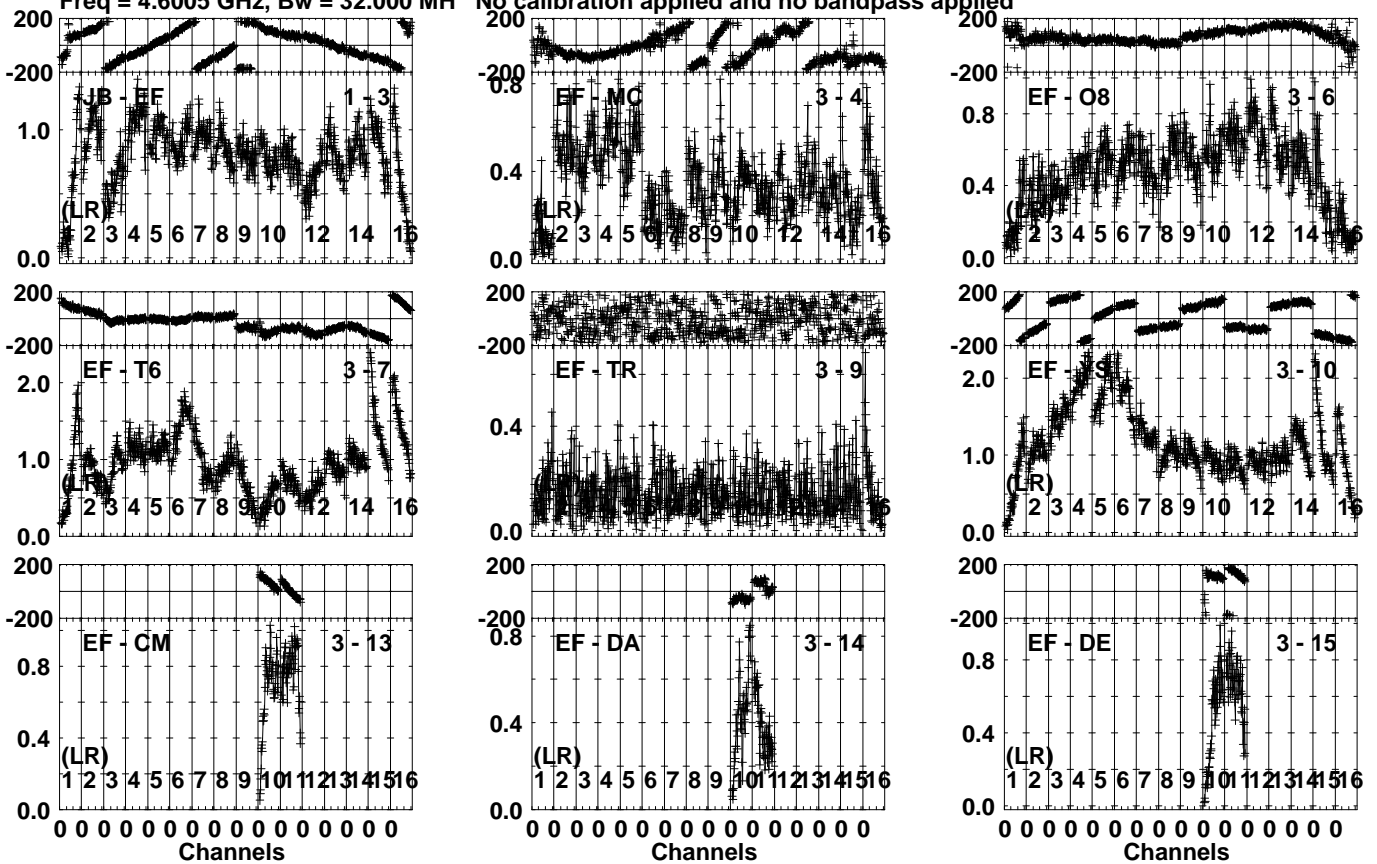 Freq = 4.6005 GHz, Bw = 32.000 MH No calibration applied and no bandpass applied
200 200 200
-200 -200 -200
JB - EF 1 - 3 EF - MC 3 - 4 EF - O8 3 - 6
1.0 0.8 0.8
0.4 0.4
(LR) (LR) (LR)
2 3 4 5 6 7 8 9 10 12 14 16 2 3 4 5 6 7 8 9 10 12 14 16 2 3 4 5 6 7 8 9 10 12 14 16
0.0 0.0 0.0
200 200 200
-200 -200 -200
EF - T6 3 - 7 EF - TR 3 - 9 EF - YS 3 - 10
2.0 2.0
0.4
1.0 1.0
(LR) (LR)
2 3 4 5 6 7 8 9 10 12 14 16 2 3 4 5 6 7 8 9 10 12 14 16
0.0 0.0 0.0
200 200 200
-200 -200 -200
EF - CM 3 - 13 EF - DA 3 - 14 EF - DE 3 - 15
0.8 0.8 0.8
0.4 0.4 0.4
(LR) (LR) (LR)
1 2 3 4 5 6 7 8 9 10 11 12 13 14 15 16 1 2 3 4 5 6 7 8 9 10 11 12 13 14 15 16 1 2 3 4 5 6 7 8 9 10 11 12 13 14 15 16
0.0 0.0 0.0
0 0 0 0 0 0 0 0 0 0 0 0 0 0 0 0 0 0 0 0 0 0 0 0 0 0 0 0 0 0 0 0 0 0 0 0 0 0 0 0 0 0 0 0 0 0 0 0
Channels Channels Channels